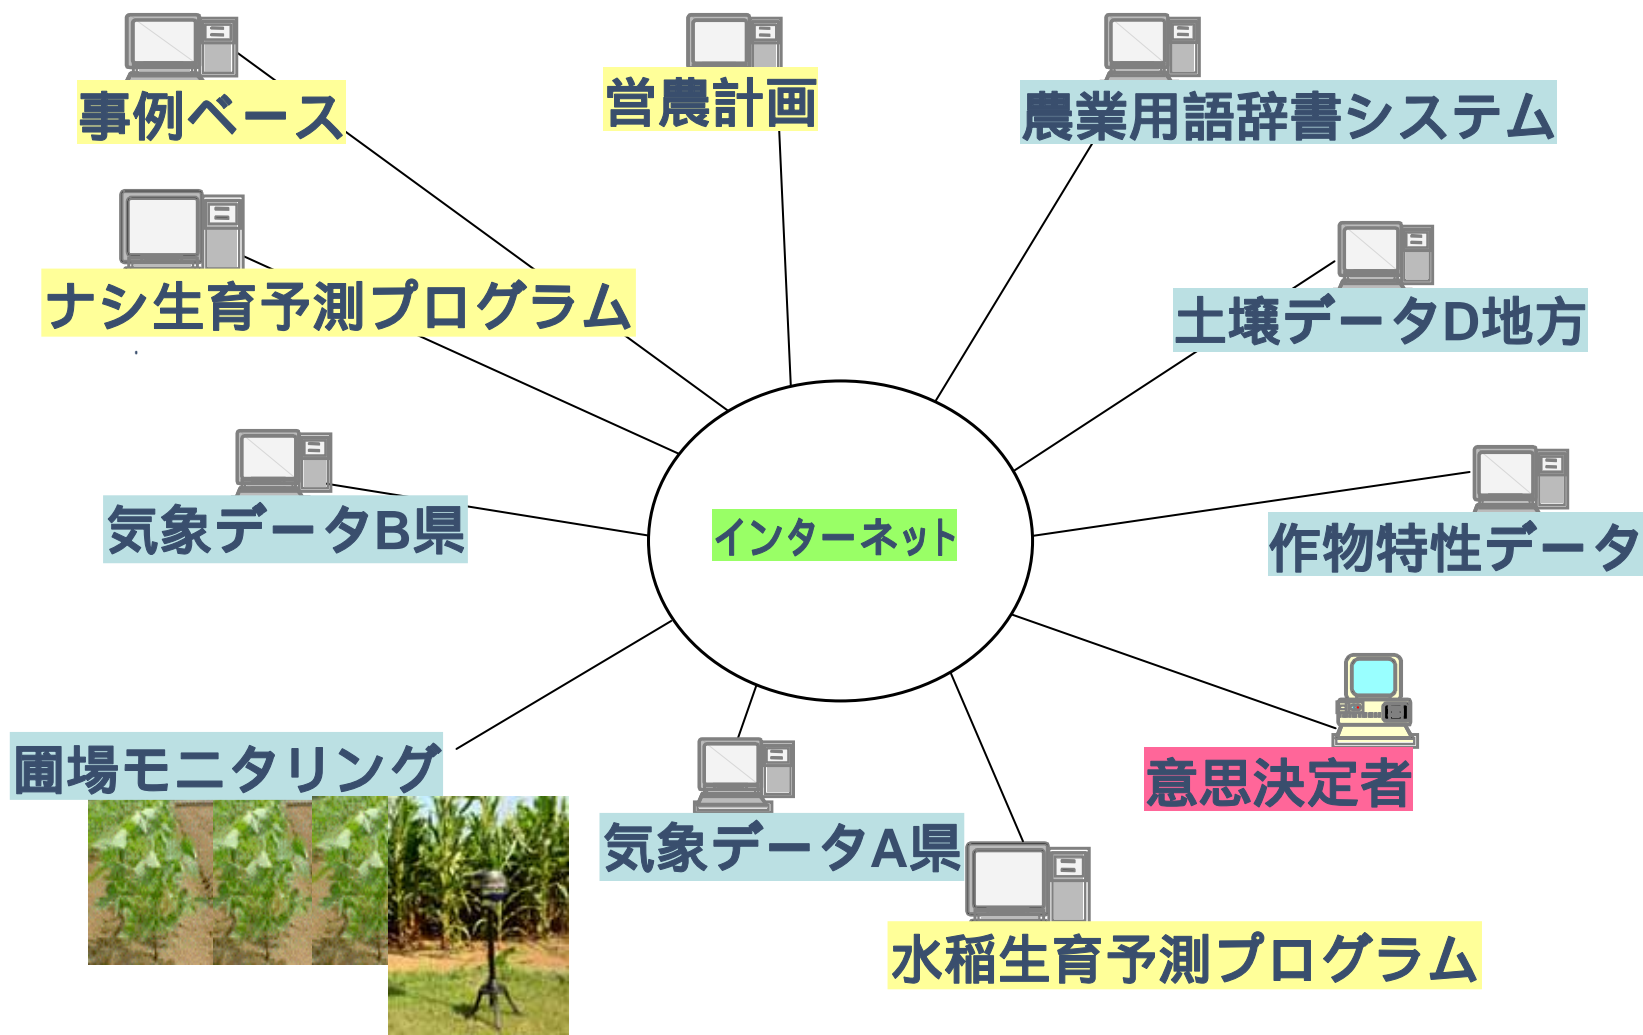 事例ベース
営農計画
農業用語辞書システム
ナシ生育予測プログラム
土壌データD地方
気象データB県
インターネット
作物特性データ
圃場モニタリング
意思決定者
気象データA県
水稲生育予測プログラム